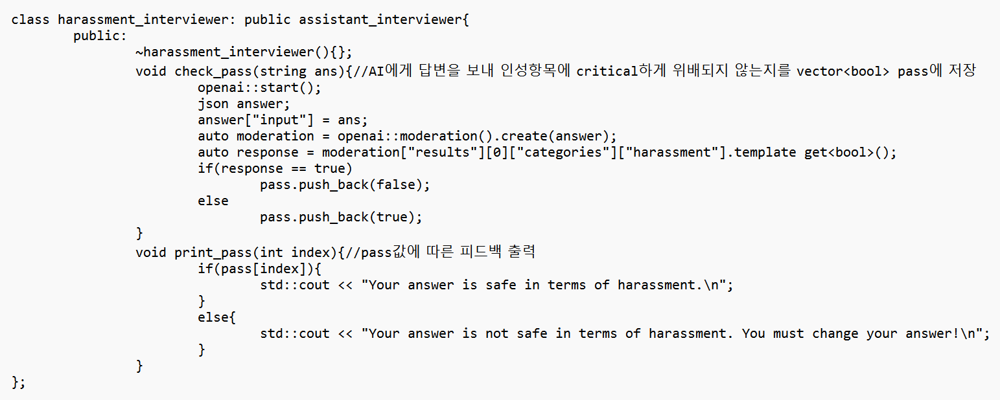 class harassment_interviewer: public assistant_interviewer{
public:
~harassment_interviewer(){};
void check_pass(string ans){//AI에게 답변을 보내 인성항목에 critical하게 위배되지 않는지를 vector<bool> pass에 저장
openai::start();
json answer;
answer["input"] = ans;
auto moderation = openai::moderation().create(answer);
auto response = moderation["results"][0]["categories"]["harassment"].template get<bool>();
if(response == true)
pass.push_back(false);
else
pass.push_back(true);
}
void print_pass(int index){//pass값에 따른 피드백 출력
if(pass[index]){
std::cout << "Your answer is safe in terms of harassment.\n";
}
else{
std::cout << "Your answer is not safe in terms of harassment. You must change your answer!\n";
}
}
};